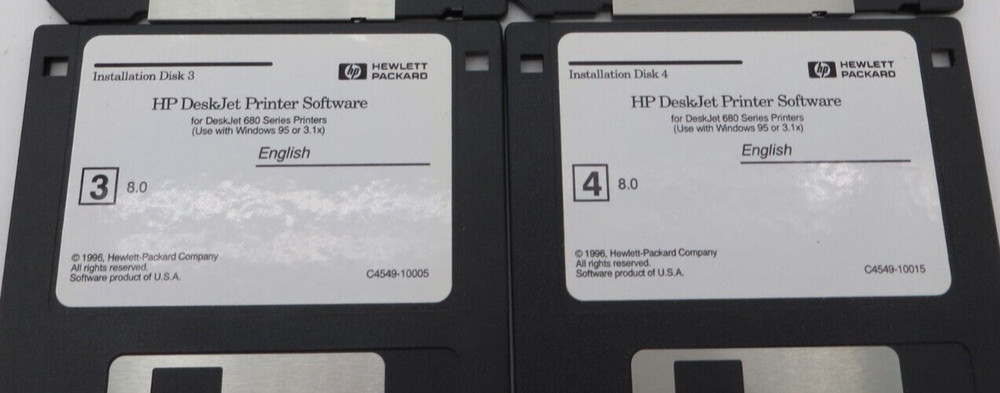 Installation Disk 3
hp HEWLETT
PACKARD
HP DeskJet Printer Software
for DeskJet 680 Series Printers
(Use with Windows 95 or 3.1x)
English
3 8.0
© 1996, Hewlett-Packard Company
All rights reserved.
Software product of U.S.A.
C4549-10005
Installation Disk 4
hp HEWLETT
PACKARD
HP DeskJet Printer Software
for DeskJet 680 Series Printers
(Use with Windows 95 or 3.1x)
English
4 8.0
© 1996, Hewlett-Packard Company
All rights reserved.
Software product of U.S.A.
C4549-10015